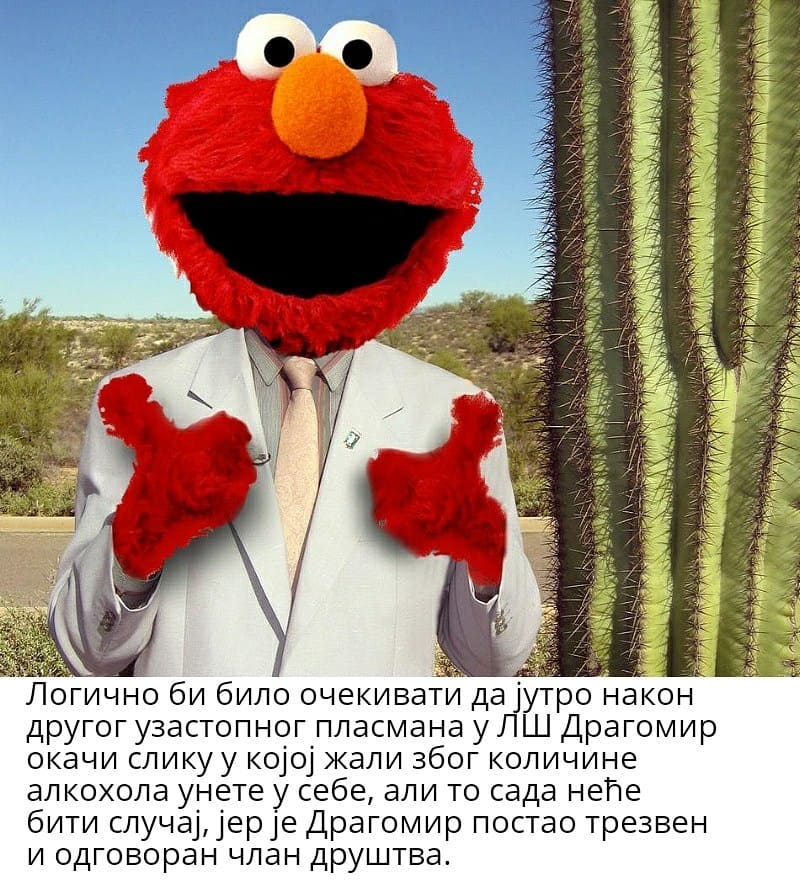 Логично би било очекивати да јутро након
другог узастопног пласмана у ЛШ Драгомир
окачи слику у којој жали због количине
алкохола унете у себе, али то сада неће
бити случај, јер је Драгомир постао трезвен
и одговоран члан друштва.